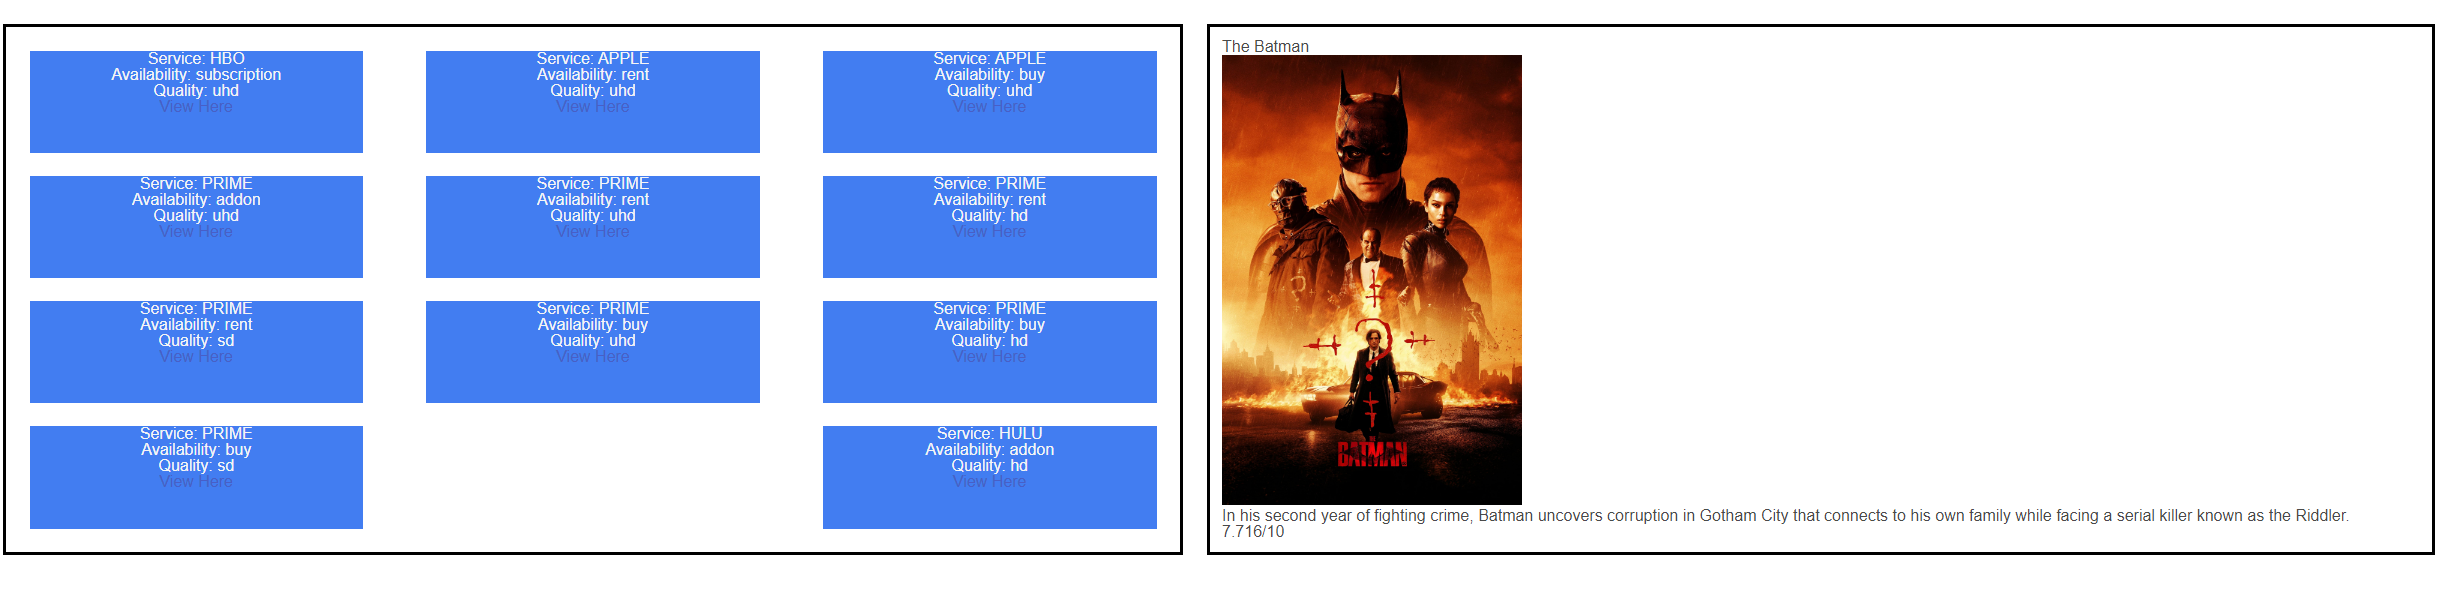 Service: HBO
Availability: subscription
Quality: uhd
View Here
Service: APPLE
Availability: rent
Quality: uhd
View Here
Service: APPLE
Availability: buy
Quality: uhd
View Here
Service: PRIME
Availability: addon
Quality: uhd
View Here
Service: PRIME
Availability: rent
Quality: uhd
View Here
Service: PRIME
Availability: rent
Quality: hd
View Here
Service: PRIME
Availability: rent
Quality: sd
View Here
Service: PRIME
Availability: buy
Quality: uhd
View Here
Service: PRIME
Availability: buy
Quality: hd
View Here
Service: PRIME
Availability: buy
Quality: sd
View Here
Service: HULU
Availability: addon
Quality: hd
View Here
The Batman
BATMAN
In his second year of fighting crime, Batman uncovers corruption in Gotham City that connects to his own family while facing a serial killer known as the Riddler.
7.716/10